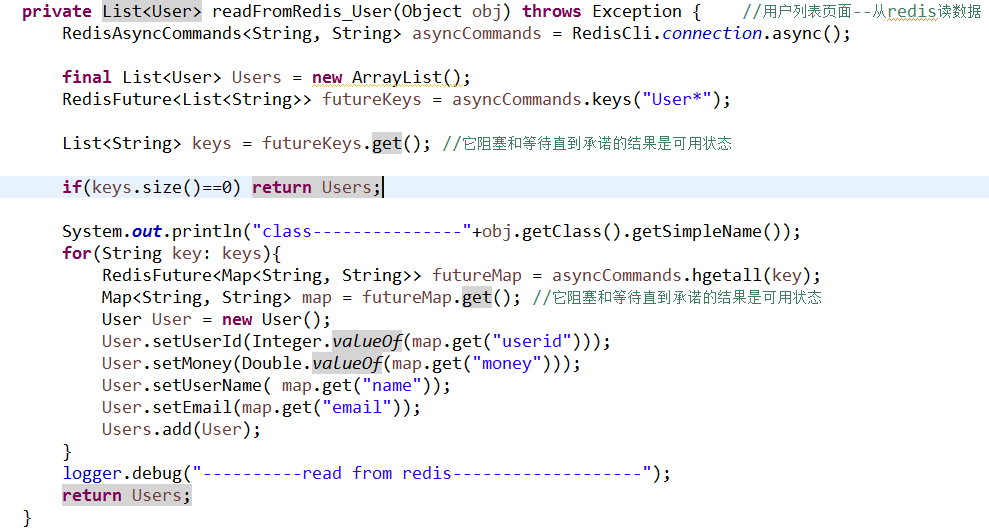 private List<User> readFromRedis_User(Object obj) throws Exception {    //用户列表页面--从redis读数据
    RedisAsyncCommands<String, String> asyncCommands = RedisCli.connection.async();
    final List<User> Users = new ArrayList();
    RedisFuture<List<String>> futureKeys = asyncCommands.keys("User*");
    List<String> keys = futureKeys.get(); //它阻塞和等待直到承诺的结果是可用状态
    if(keys.size()==0) return Users;
    System.out.println("class---------------"+obj.getClass().getSimpleName());
    for(String key: keys){
        RedisFuture<Map<String, String>> futureMap = asyncCommands.hgetall(key);
        Map<String, String> map = futureMap.get(); //它阻塞和等待直到承诺的结果是可用状态
        User User = new User();
        User.setUserId(Integer.valueOf(map.get("userid")));
        User.setMoney(Double.valueOf(map.get("money")));
        User.setUserName( map.get("name"));
        User.setEmail(map.get("email"));
        Users.add(User);
    }
    logger.debug("----------read from redis-------------------");
    return Users;
}